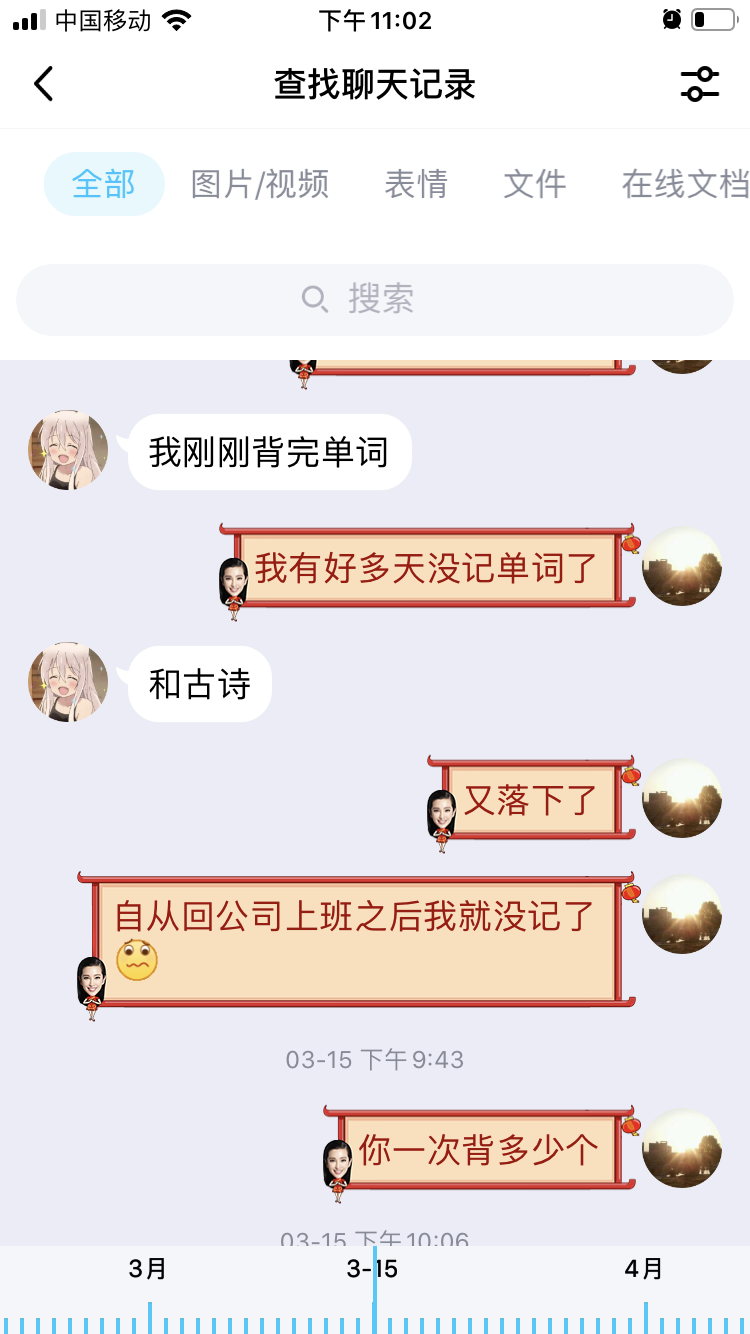 中国移动 下午11:02
查找聊天记录
全部 图片/视频 表情 文件 在线文档
搜索
我刚刚背完单词
我有好多天没记单词了
和古诗
又落下了
自从回公司上班之后我就没记了
03-15 下午9:43
你一次背多少个
03-15 下午10:06
3月 3-15 4月